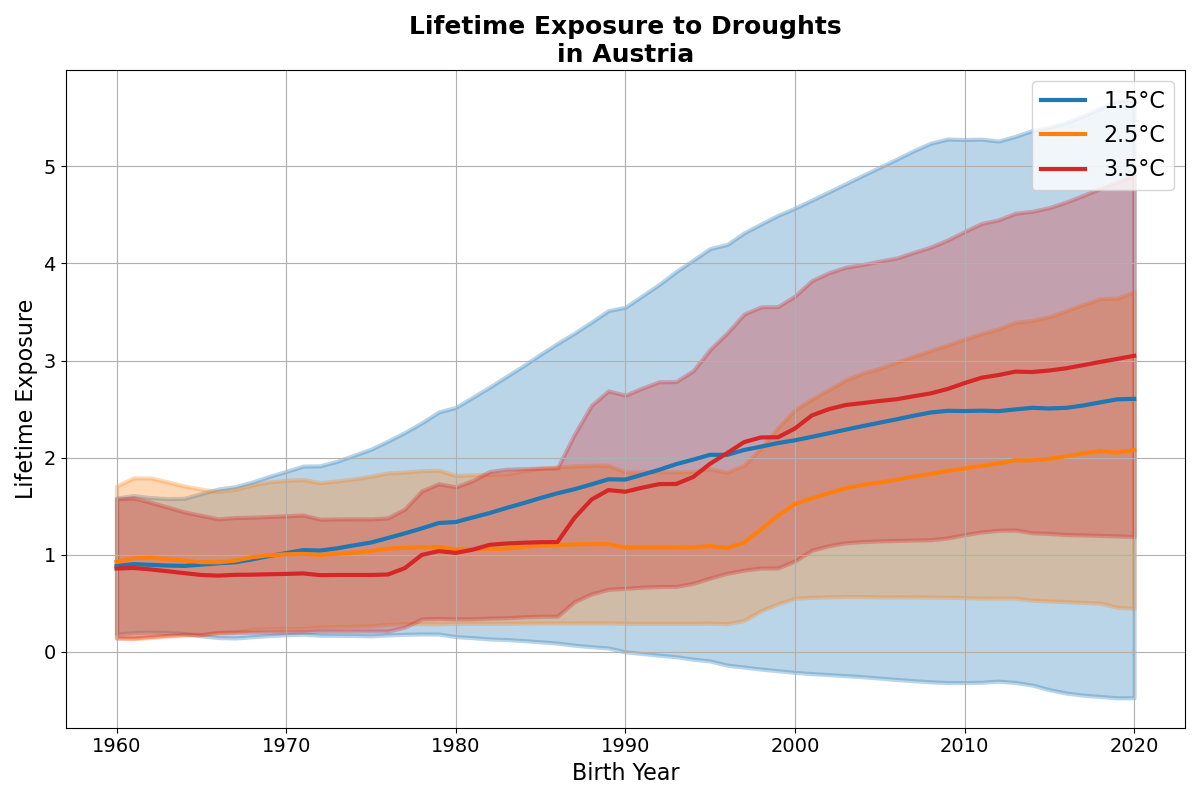 Lifetime Exposure to Droughts
in Austria
1.5°C
2.5°C
3.5°C
Lifetime Exposure
5
4
3
2
1
0
1960 1970 1980 1990 2000 2010 2020
Birth Year